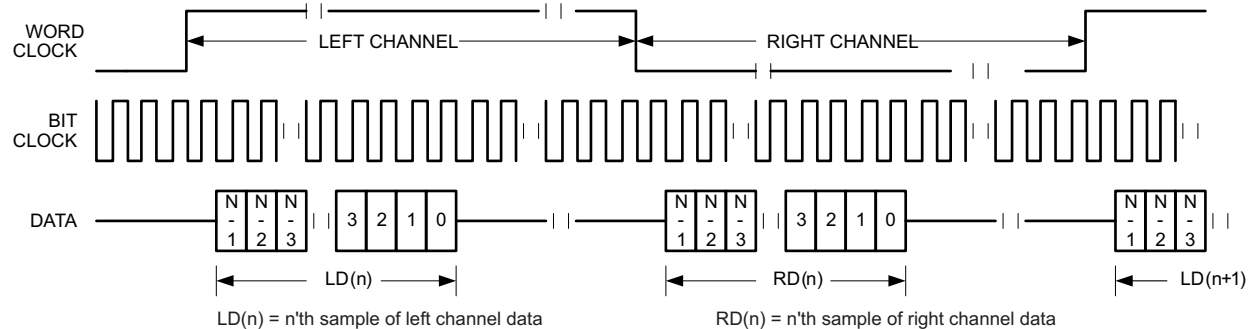 WORD
CLOCK
LEFT CHANNEL
RIGHT CHANNEL
BIT
CLOCK
DATA
N
-
1
N
-
2
N
-
3
3
2
1
0
N
-
1
N
-
2
N
-
3
3
2
1
0
N
-
1
N
-
2
N
-
3
LD(n)
RD(n)
LD(n+1)
LD(n) = n'th sample of left channel data
RD(n) = n'th sample of right channel data